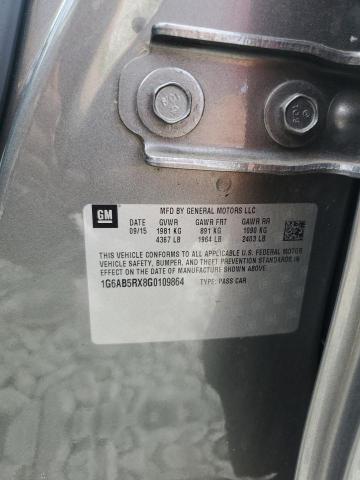 GM
MFD BY GENERAL MOTORS LLC
DATE GVWR GAWR FRT GAWR RR
09/15 1981 KG 891 KG 1090 KG
4367 LB 1964 LB 2403 LB
THIS VEHICLE CONFORMS TO ALL APPLICABLE U.S. FEDERAL MOTOR
VEHICLE SAFETY, BUMPER, AND THEFT PREVENTION STANDARDS IN
EFFECT ON THE DATE OF MANUFACTURE SHOWN ABOVE.
1G6AB5RX8G0109864 TYPE: PASS CAR